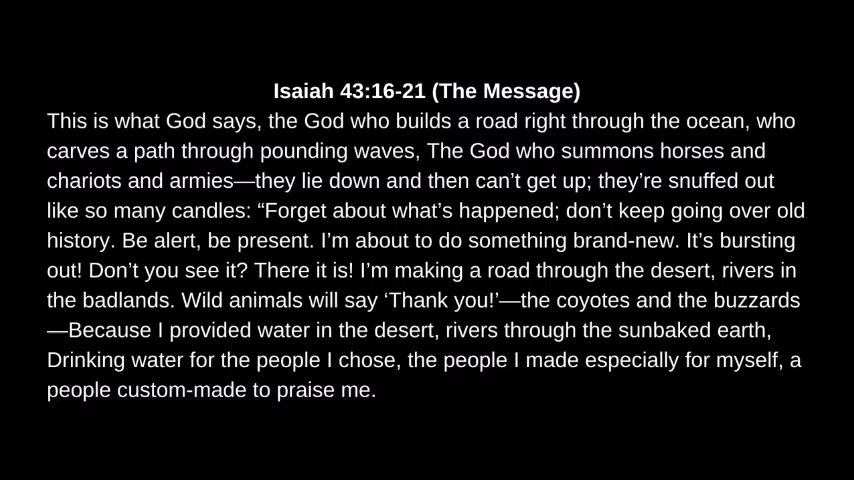 Isaiah 43:16-21 (The Message)
This is what God says, the God who builds a road right through the ocean, who
carves a path through pounding waves, The God who summons horses and
chariots and armies—they lie down and then can’t get up; they’re snuffed out
like so many candles: “Forget about what’s happened; don’t keep going over old
history. Be alert, be present. I’m about to do something brand-new. It’s bursting
out! Don’t you see it? There it is! I’m making a road through the desert, rivers in
the badlands. Wild animals will say ‘Thank you!’—the coyotes and the buzzards
—Because I provided water in the desert, rivers through the sunbaked earth,
Drinking water for the people I chose, the people I made especially for myself, a
people custom-made to praise me.